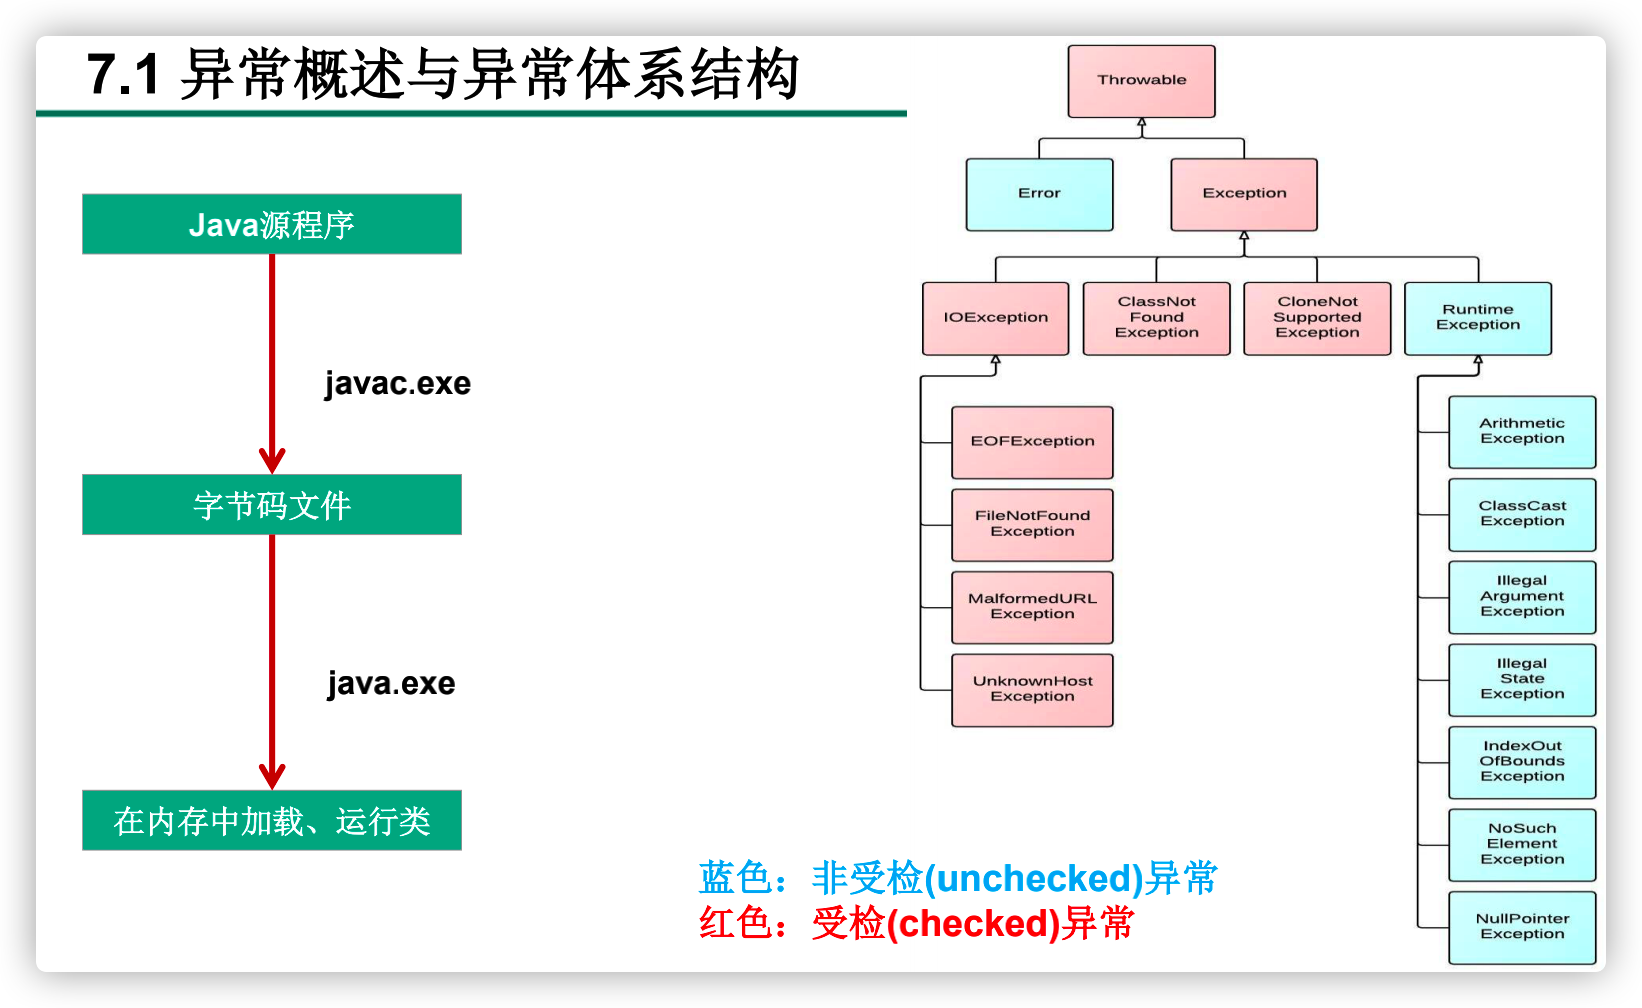 7.1 异常概述与异常体系结构
Java源程序
javac.exe
字节码文件
java.exe
在内存中加载、运行类
Throwable
Error
Exception
IOException
ClassNot
Found
Exception
CloneNot
Supported
Exception
Runtime
Exception
EOFException
FileNotFound
Exception
MalformedURL
Exception
UnknownHost
Exception
Arithmetic
Exception
ClassCast
Exception
Illegal
Argument
Exception
Illegal
State
Exception
IndexOut
OfBounds
Exception
NoSuch
Element
Exception
NullPointer
Exception
蓝色：非受检(unchecked)异常
红色：受检(checked)异常